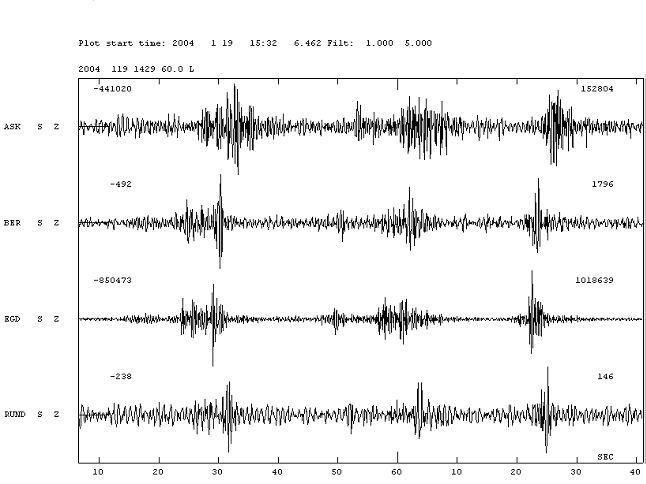 Plot start time: 2004 1 19 15:32 6.462 Filt: 1.000 5.000
2004 119 1429 60.0 L
-441020 152804
ASK S Z
-492 1796
BER S Z
-850473 1018639
EGD S Z
-238 146
RUND S Z
SEC
10 20 30 40 50 60 10 20 30 40